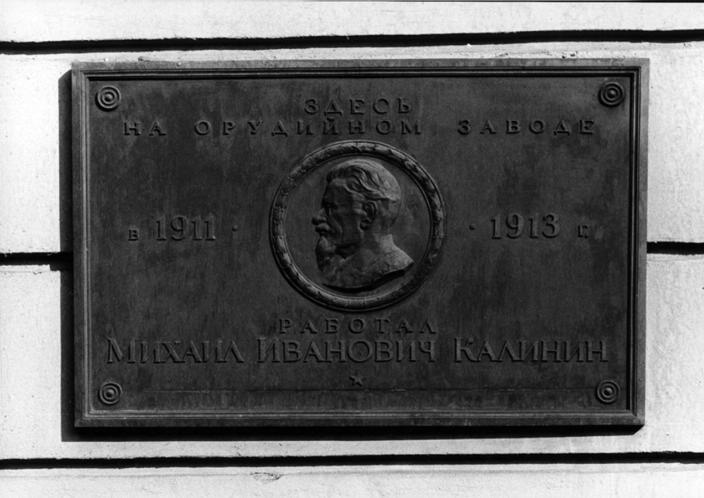 ЗДЕСЬ
НА ОРУДИЙНОМ ЗАВОДЕ
В 1911 · · 1913 Г.
РАБОТАЛ
МИХАИЛ ИВАНОВИЧ КАЛИНИН